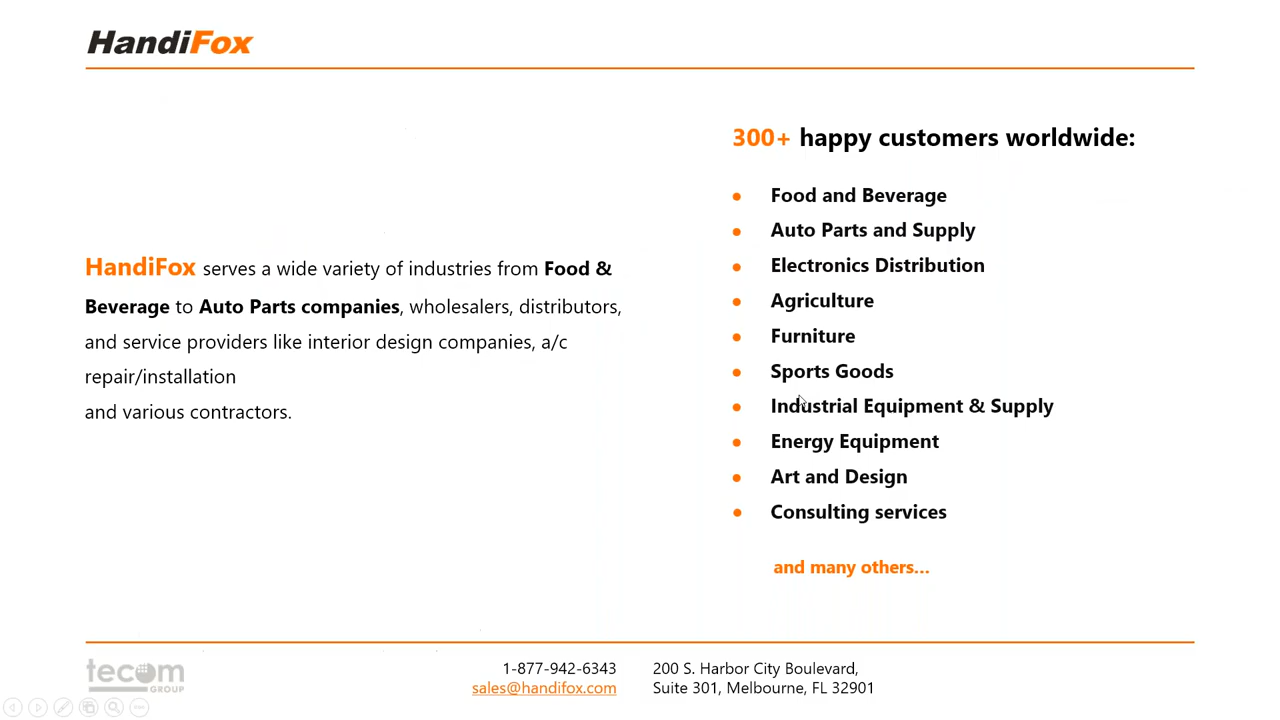 HandiFox
HandiFox serves a wide variety of industries from Food &
Beverage to Auto Parts companies, wholesalers, distributors,
and service providers like interior design companies, a/c
repair/installation
and various contractors.
300+ happy customers worldwide:
• Food and Beverage
• Auto Parts and Supply
• Electronics Distribution
• Agriculture
• Furniture
• Sports Goods
• Industrial Equipment & Supply
• Energy Equipment
• Art and Design
• Consulting services
and many others...
tecom
GROUP
1-877-942-6343
sales@handifox.com
200 S. Harbor City Boulevard,
Suite 301, Melbourne, FL 32901